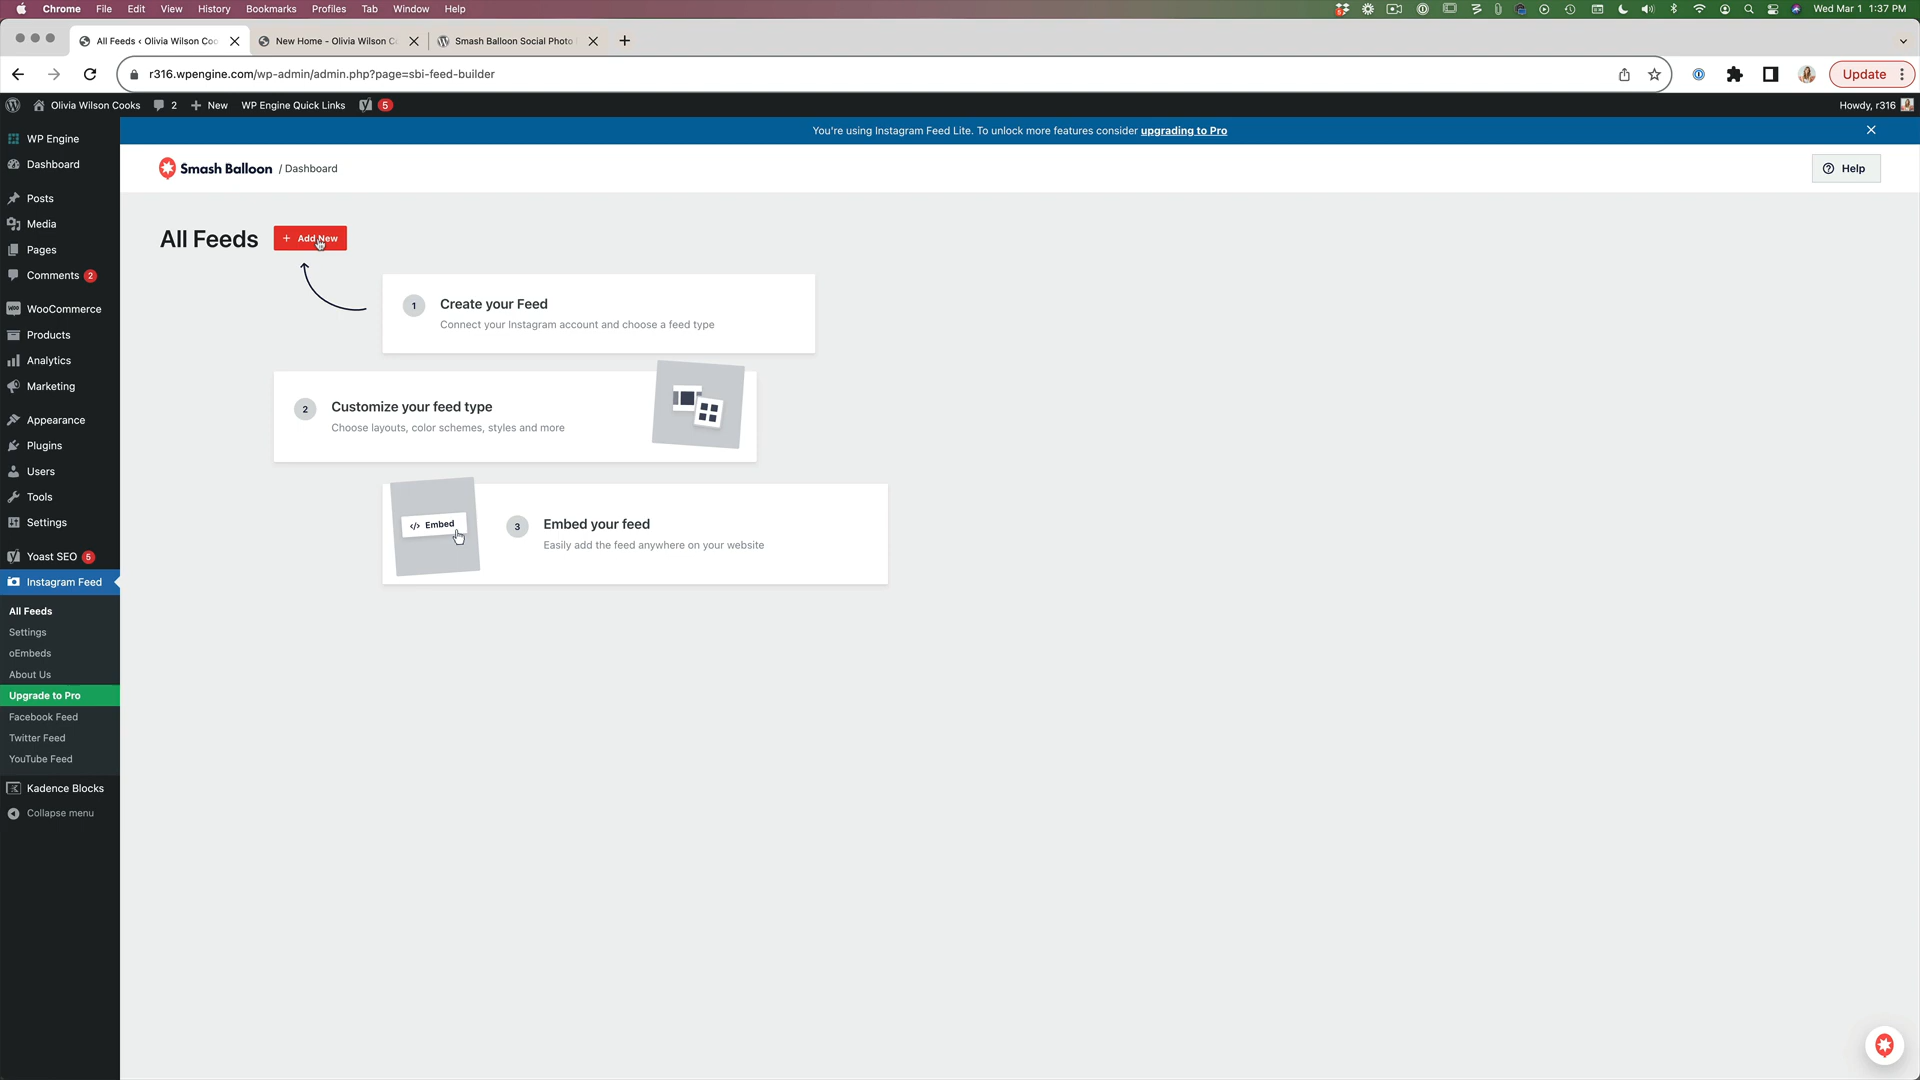 Chrome File Edit View History Bookmarks Profiles Tab Window Help Wed Mar 1 1:37 PM
All Feeds ‹ Olivia Wilson Coo New Home - Olivia Wilson C Smash Balloon Social Photo
r316.wpengine.com/wp-admin/admin.php?page=sbi-feed-builder Update
Olivia Wilson Cooks 2 New WP Engine Quick Links 5 Howdy, r316
You're using Instagram Feed Lite. To unlock more features consider upgrading to Pro
WP Engine
Dashboard
Posts
Media
Pages
Comments 2
WooCommerce
Products
Analytics
Marketing
Appearance
Plugins
Users
Tools
Settings
Yoast SEO 5
Instagram Feed
All Feeds
Settings
oEmbeds
About Us
Upgrade to Pro
Facebook Feed
Twitter Feed
YouTube Feed
Kadence Blocks
Collapse menu
Smash Balloon / Dashboard
Help
All Feeds
+ Add New
1 Create your Feed
Connect your Instagram account and choose a feed type
2 Customize your feed type
Choose layouts, color schemes, styles and more
</> Embed
3 Embed your feed
Easily add the feed anywhere on your website